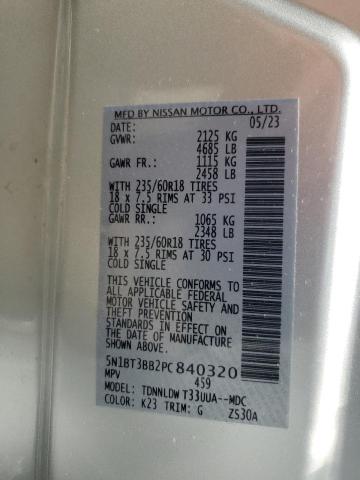 MFD BY NISSAN MOTOR CO., LTD.
DATE: 05/23
GVWR: 2125 KG
4685 LB
GAWR FR.: 1115 KG
2458 LB
WITH 235/60R18 TIRES
18 x 7.5 RIMS AT 33 PSI
COLD SINGLE
GAWR RR.: 1065 KG
2348 LB
WITH 235/60R18 TIRES
18 x 7.5 RIMS AT 30 PSI
COLD SINGLE
THIS VEHICLE CONFORMS TO
ALL APPLICABLE FEDERAL
MOTOR VEHICLE SAFETY AND
THEFT PREVENTION
STANDARDS IN EFFECT ON
THE DATE OF MANUFACTURE
SHOWN ABOVE.
5N1BT3BB2PC840320
MPV 459
MODEL: TDNNLDW T33UUA--MDC
COLOR: K23 TRIM: G ZS30A